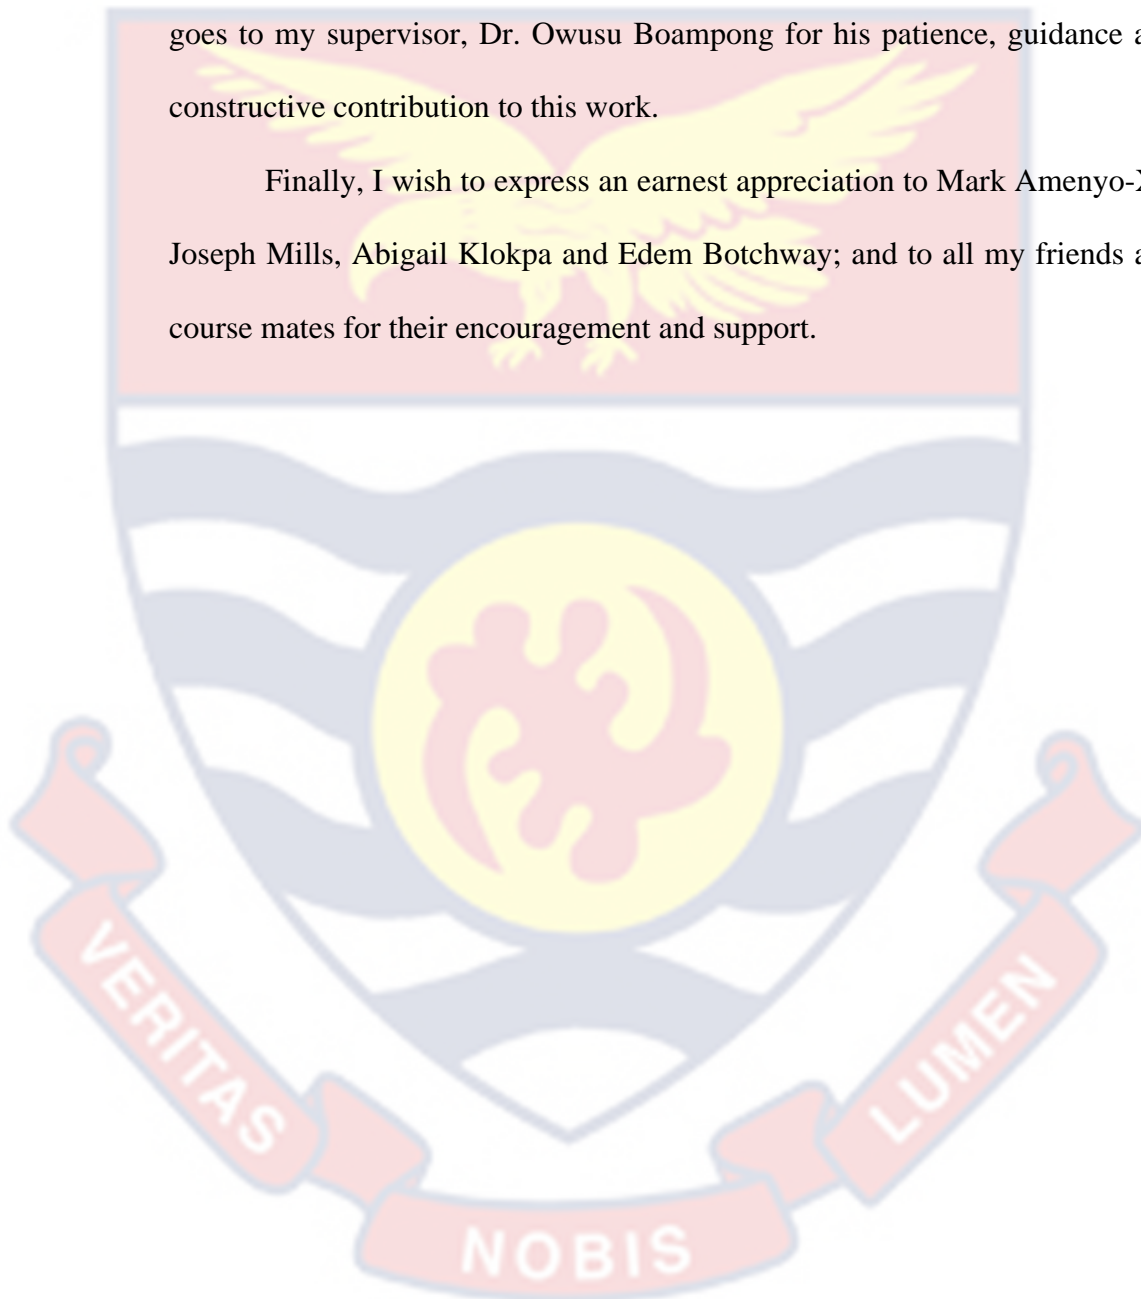 goes to my supervisor, Dr. Owusu Boampong for his patience, guidance
constructive contribution to this work.
Finally, I wish to express an earnest appreciation to Mark
Joseph Mills, Abigail Klokpa and Edem Botchway; and to all my friends
course mates for their encouragement and support.
VERITAS
NOBIS
LUMEN